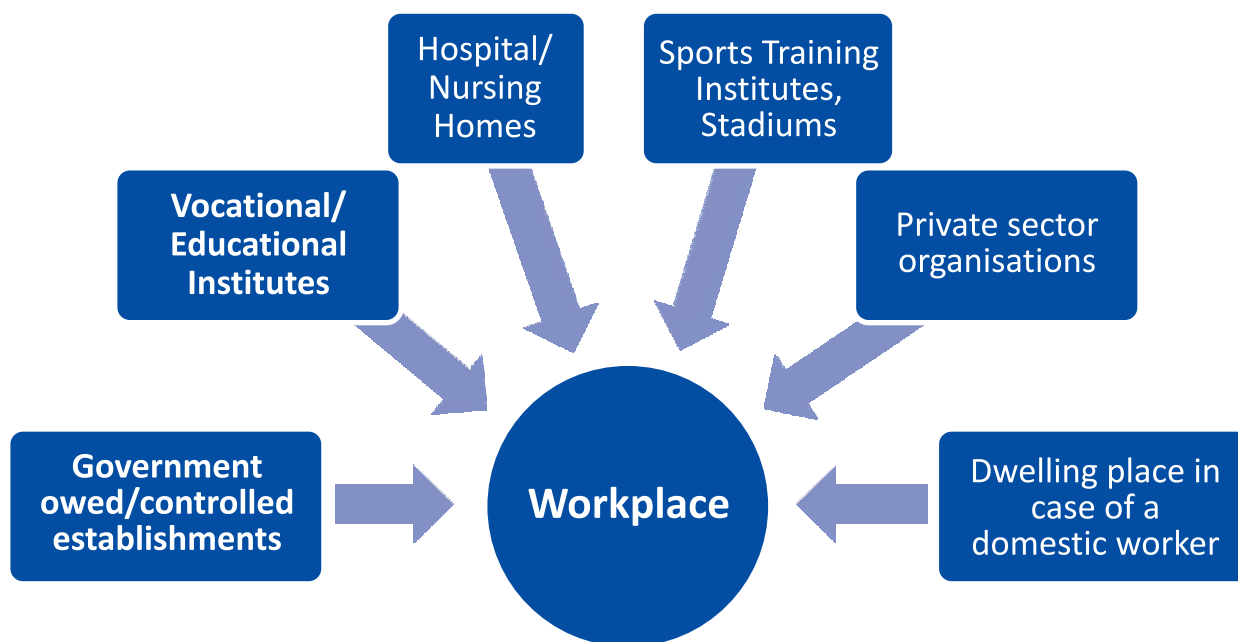 Hospital/
Nursing
Homes
Sports Training
Institutes,
Stadiums
Vocational/
Educational
Institutes
Private sector
organisations
Government
owed/controlled
establishments
Workplace
Dwelling place in
case of a
domestic worker